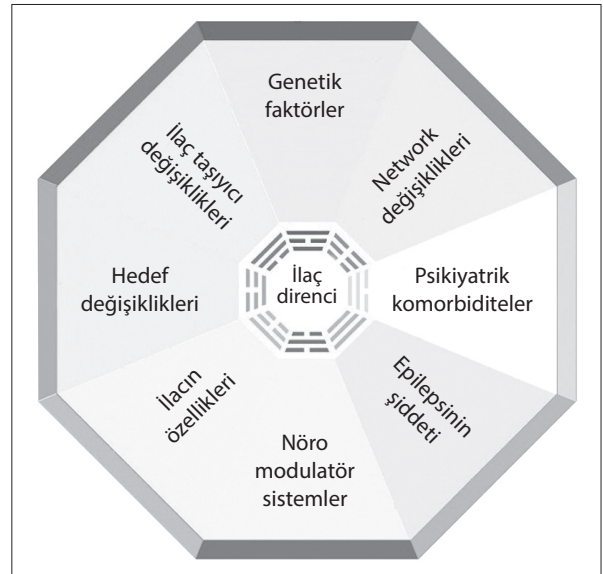 Genetik
faktörler
Network
değişiklikleri
Psikiyatrik
komorbiditeler
Epilepsinin
şiddeti
Nöro
modulatör
sistemler
İlacın
özellikleri
Hedef
değişiklikleri
İlaç taşıyıcı
değişiklikleri
İlaç
direnci